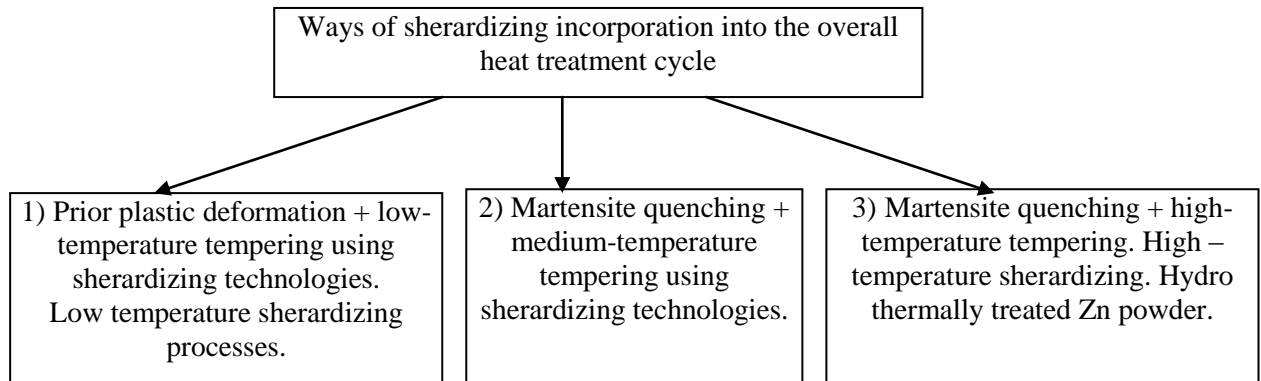 Ways of sherardizing incorporation into the overall
heat treatment cycle
1) Prior plastic deformation + low-
temperature tempering using
sherardizing technologies.
Low temperature sherardizing
processes.
2) Martensite quenching +
medium-temperature
tempering using
sherardizing technologies.
3) Martensite quenching + high-
temperature tempering. High –
temperature sherardizing. Hydro
thermally treated Zn powder.